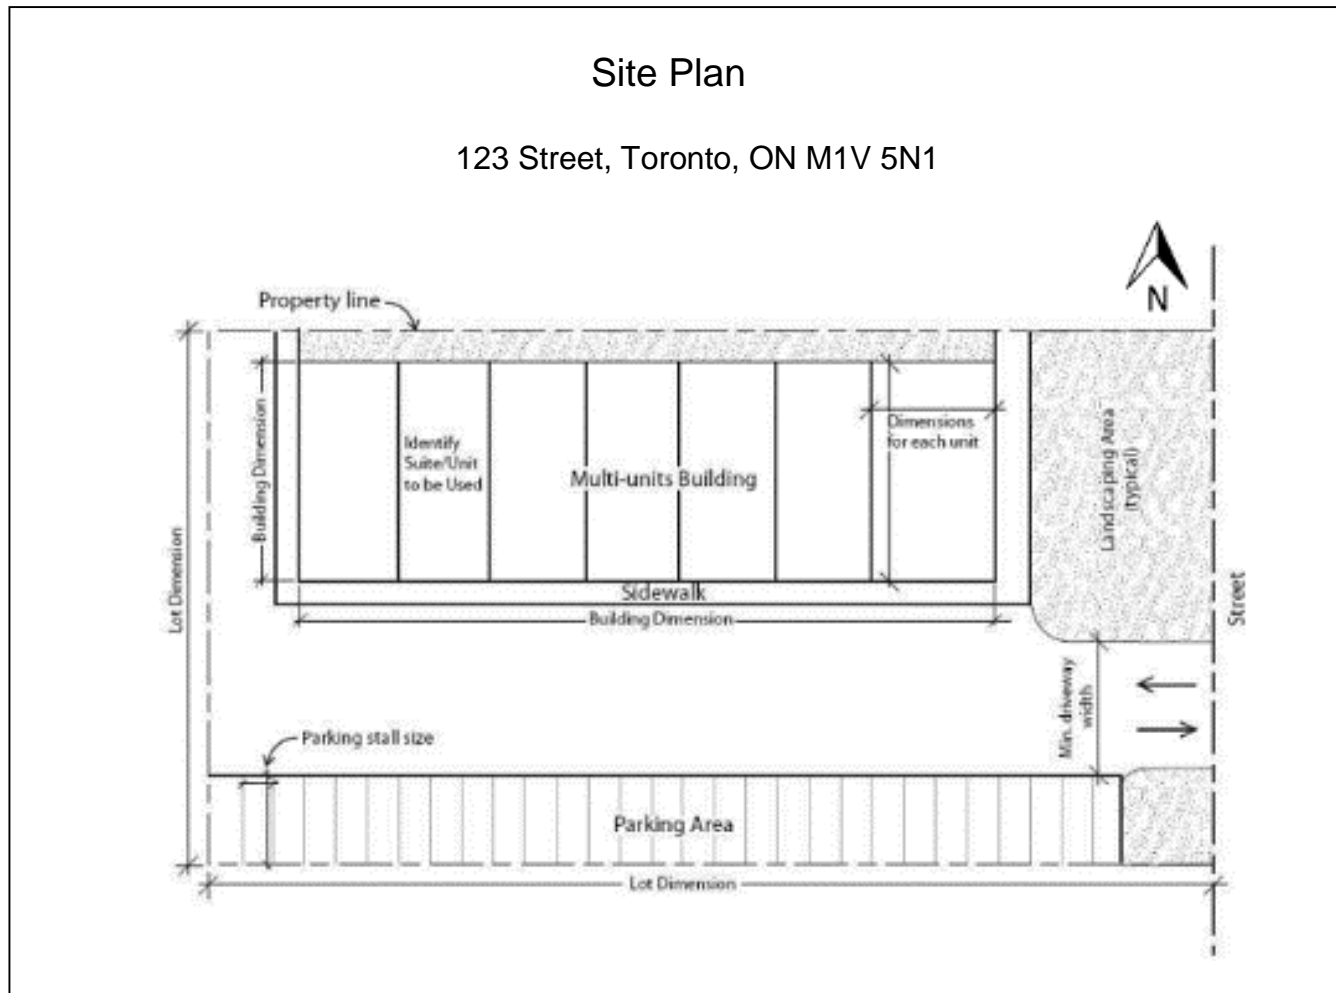 Site Plan
123 Street, Toronto, ON M1V 5N1
N
Property line
Building Dimension
Identify
Suite/Unit
to be Used
Multi-units Building
Dimensions
for each unit
Landscaping Area
(typical)
Lot Dimension
Sidewalk
Building Dimension
Street
Min. driveway
width
Parking stall size
Parking Area
Lot Dimension